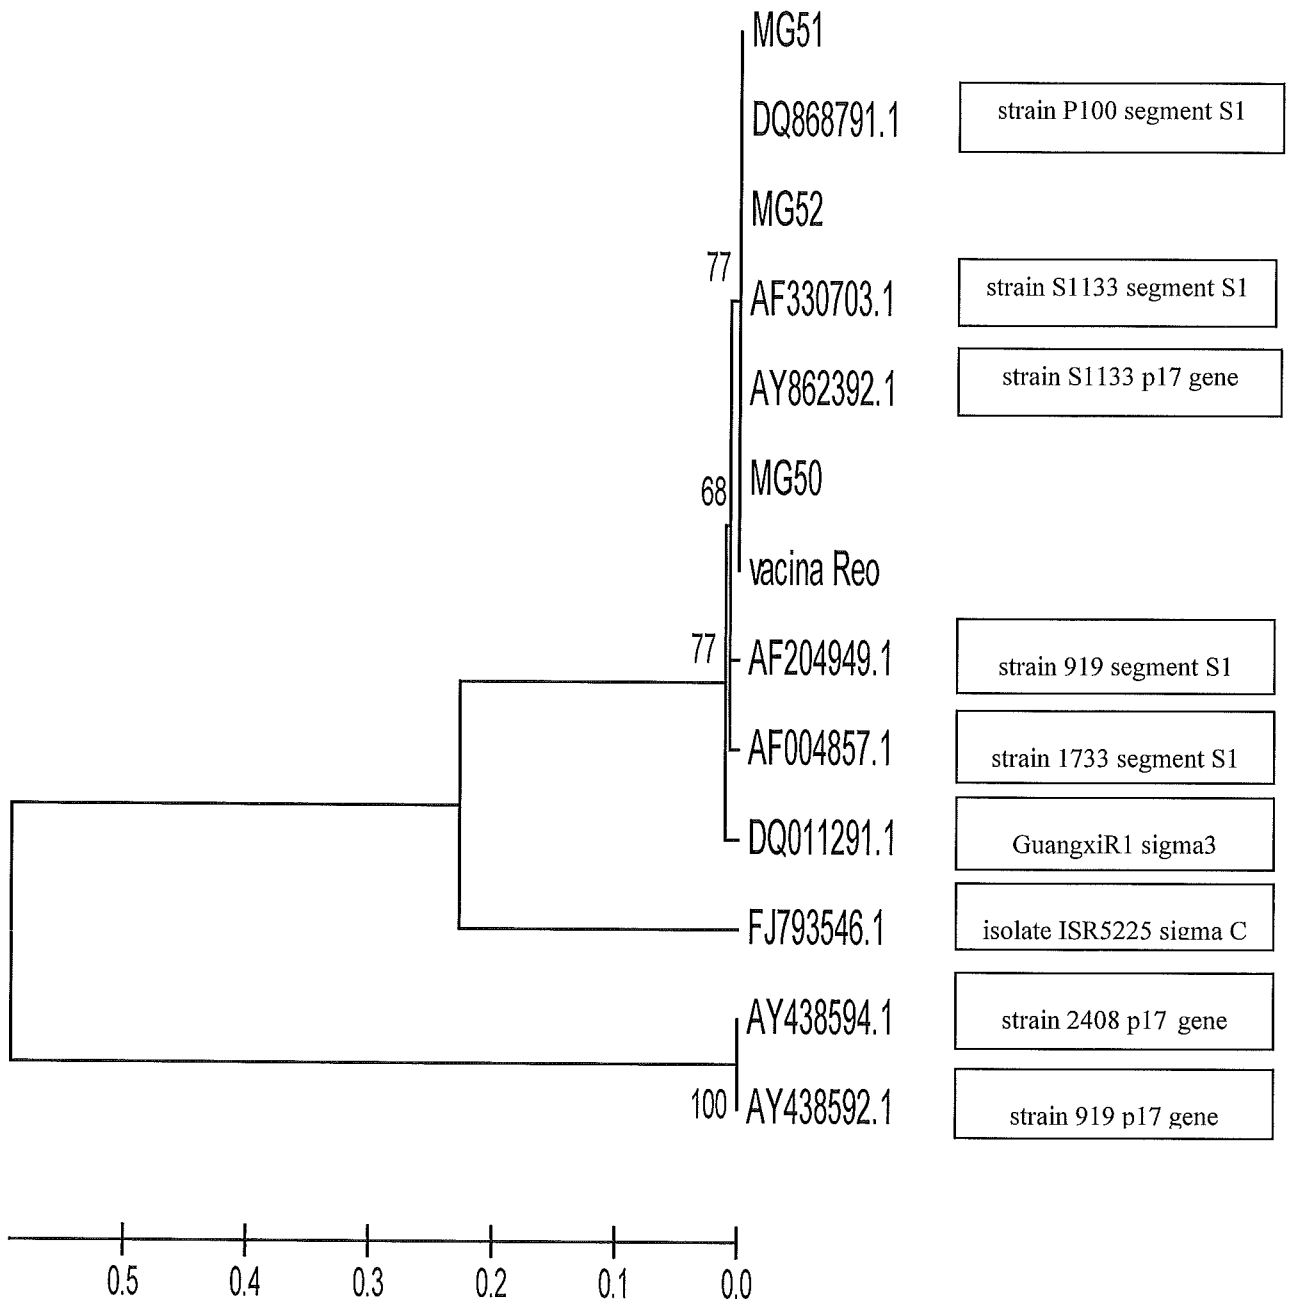 MG51
DQ868791.1 strain P100 segment S1
MG52
77
AF330703.1 strain S1133 segment S1
AY862392.1 strain S1133 p17 gene
MG50
68
vacina Reo
77
AF204949.1 strain 919 segment S1
AF004857.1 strain 1733 segment S1
DQ011291.1 GuangxiR1 sigma3
FJ793546.1 isolate ISR5225 sigma C
AY438594.1 strain 2408 p17 gene
100
AY438592.1 strain 919 p17 gene
0.5 0.4 0.3 0.2 0.1 0.0